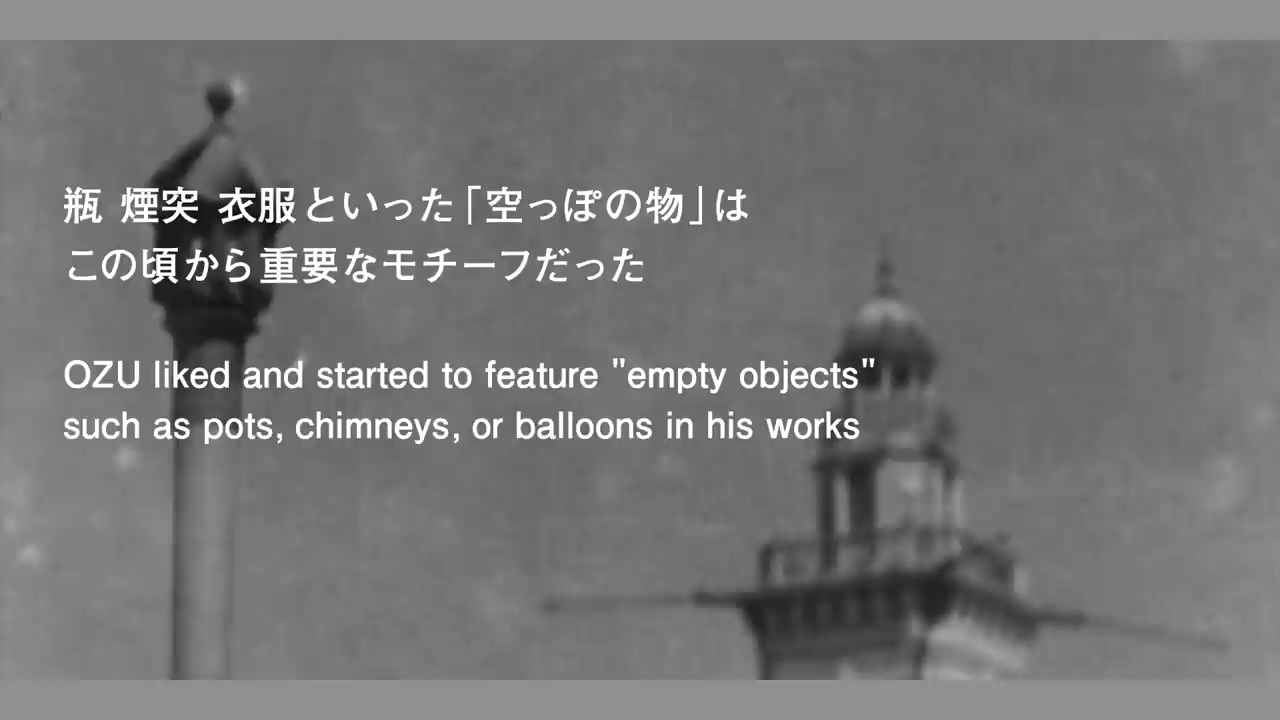 瓶 煙突 衣服といった「空っぽの物」は
この頃から重要なモチーフだった
OZU liked and started to feature "empty objects"
such as pots, chimneys, or balloons in his works